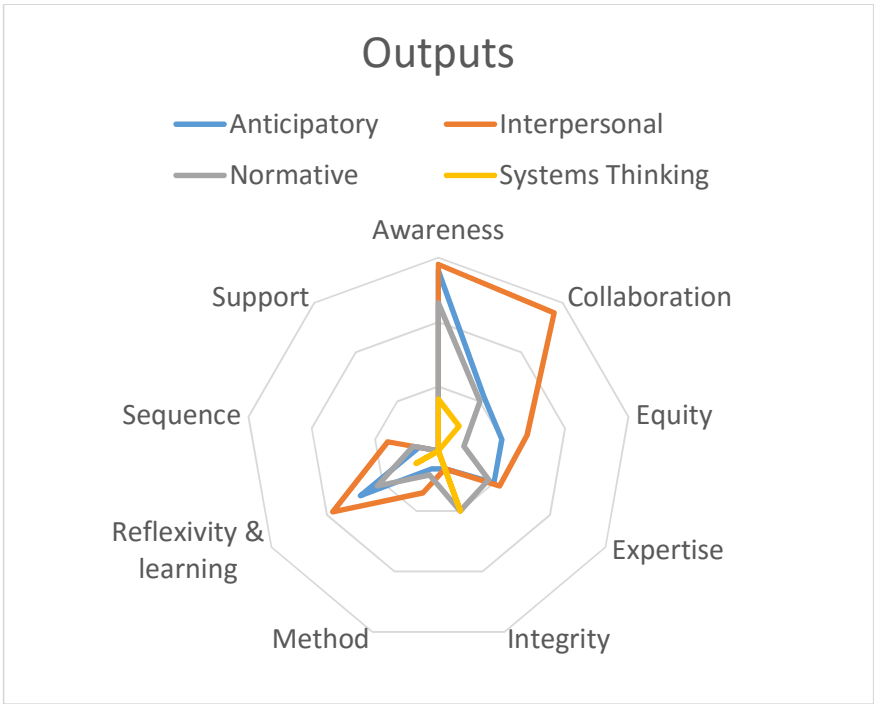 Outputs
Anticipatory
Interpersonal
Normative
Systems Thinking
Awareness
Support
Collaboration
Sequence
Equity
Reflexivity &
learning
Expertise
Method
Integrity